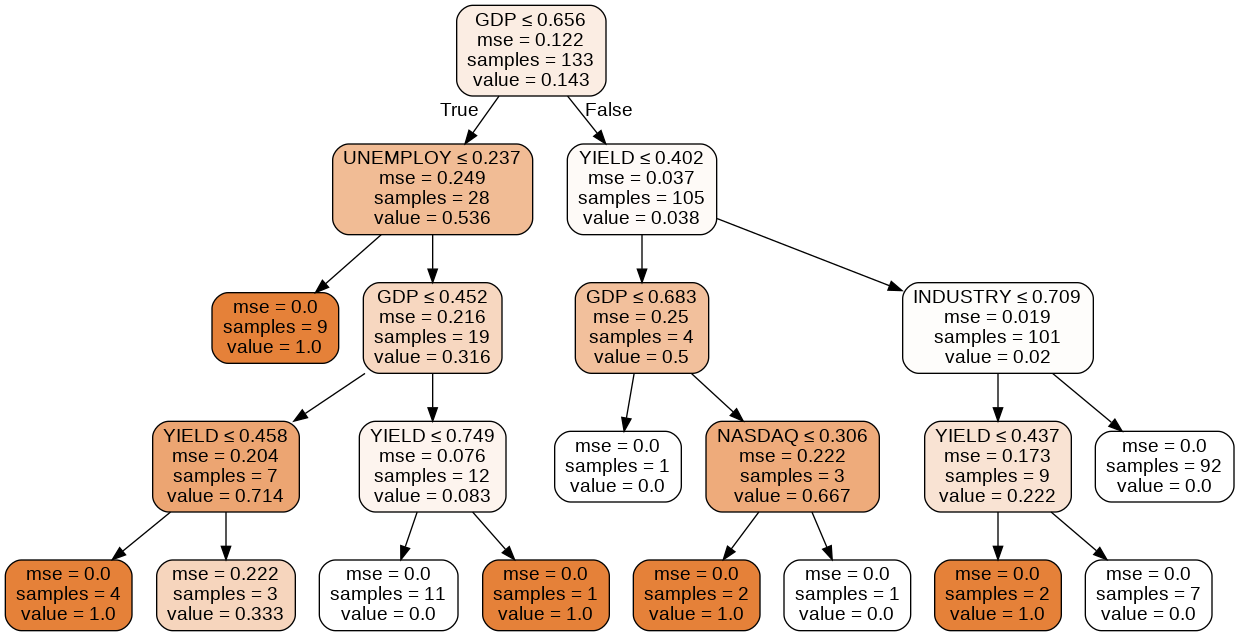 GDP ≤ 0.656
mse = 0.122
samples = 133
value = 0.143
True
False
UNEMPLOY ≤ 0.237
mse = 0.249
samples = 28
value = 0.536
YIELD ≤ 0.402
mse = 0.037
samples = 105
value = 0.038
mse = 0.0
samples = 9
value = 1.0
GDP ≤ 0.452
mse = 0.216
samples = 19
value = 0.316
GDP ≤ 0.683
mse = 0.25
samples = 4
value = 0.5
INDUSTRY ≤ 0.709
mse = 0.019
samples = 101
value = 0.02
YIELD ≤ 0.458
mse = 0.204
samples = 7
value = 0.714
YIELD ≤ 0.749
mse = 0.076
samples = 12
value = 0.083
mse = 0.0
samples = 1
value = 0.0
NASDAQ ≤ 0.306
mse = 0.222
samples = 3
value = 0.667
YIELD ≤ 0.437
mse = 0.173
samples = 9
value = 0.222
mse = 0.0
samples = 92
value = 0.0
mse = 0.0
samples = 4
value = 1.0
mse = 0.222
samples = 3
value = 0.333
mse = 0.0
samples = 11
value = 0.0
mse = 0.0
samples = 1
value = 1.0
mse = 0.0
samples = 2
value = 1.0
mse = 0.0
samples = 1
value = 0.0
mse = 0.0
samples = 2
value = 1.0
mse = 0.0
samples = 7
value = 0.0